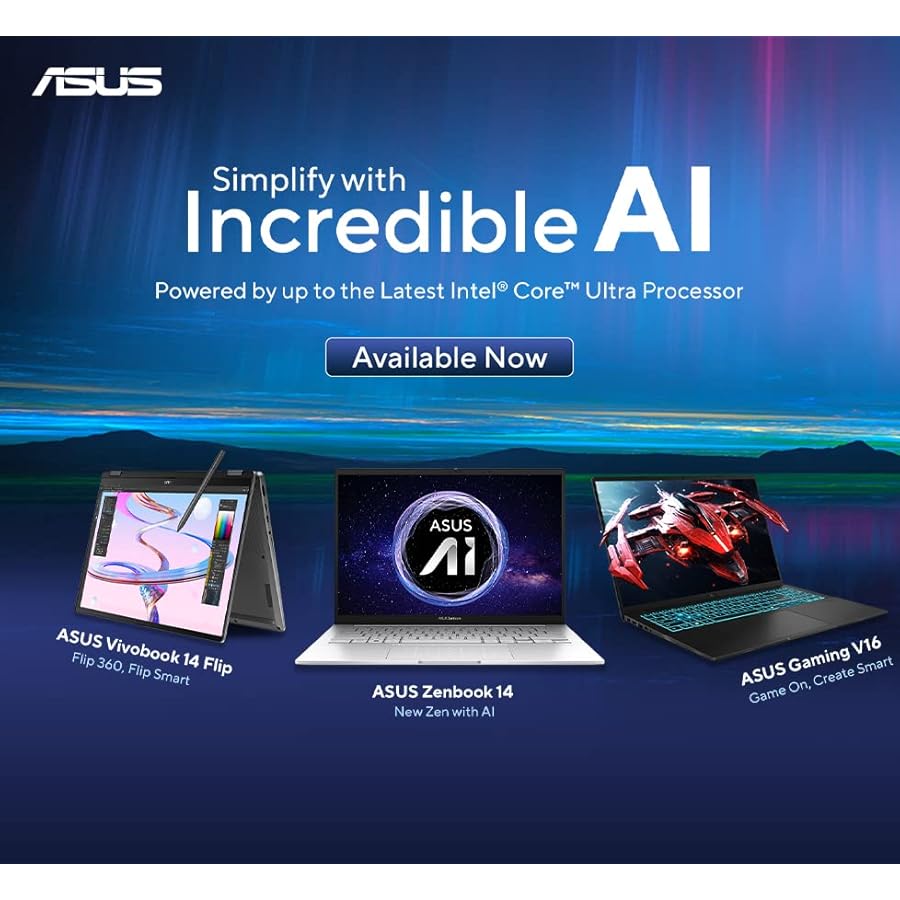 ASUS
Simplify with
Incredible AI
Powered by up to the Latest Intel® Core™ Ultra Processor
Available Now
ASUS
AI
ASUS Vivobook 14 Flip
Flip 360, Flip Smart
ASUS Zenbook 14
New Zen with AI
ASUS Gaming V16
Game On, Create Smart